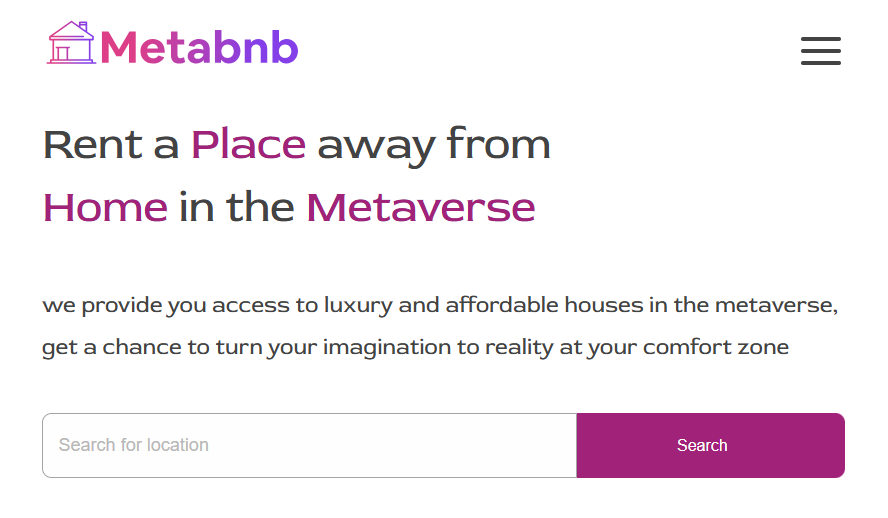 Metabnb
Rent a Place away from
Home in the Metaverse
we provide you access to luxury and affordable houses in the metaverse,
get a chance to turn your imagination to reality at your comfort zone
Search for location
Search